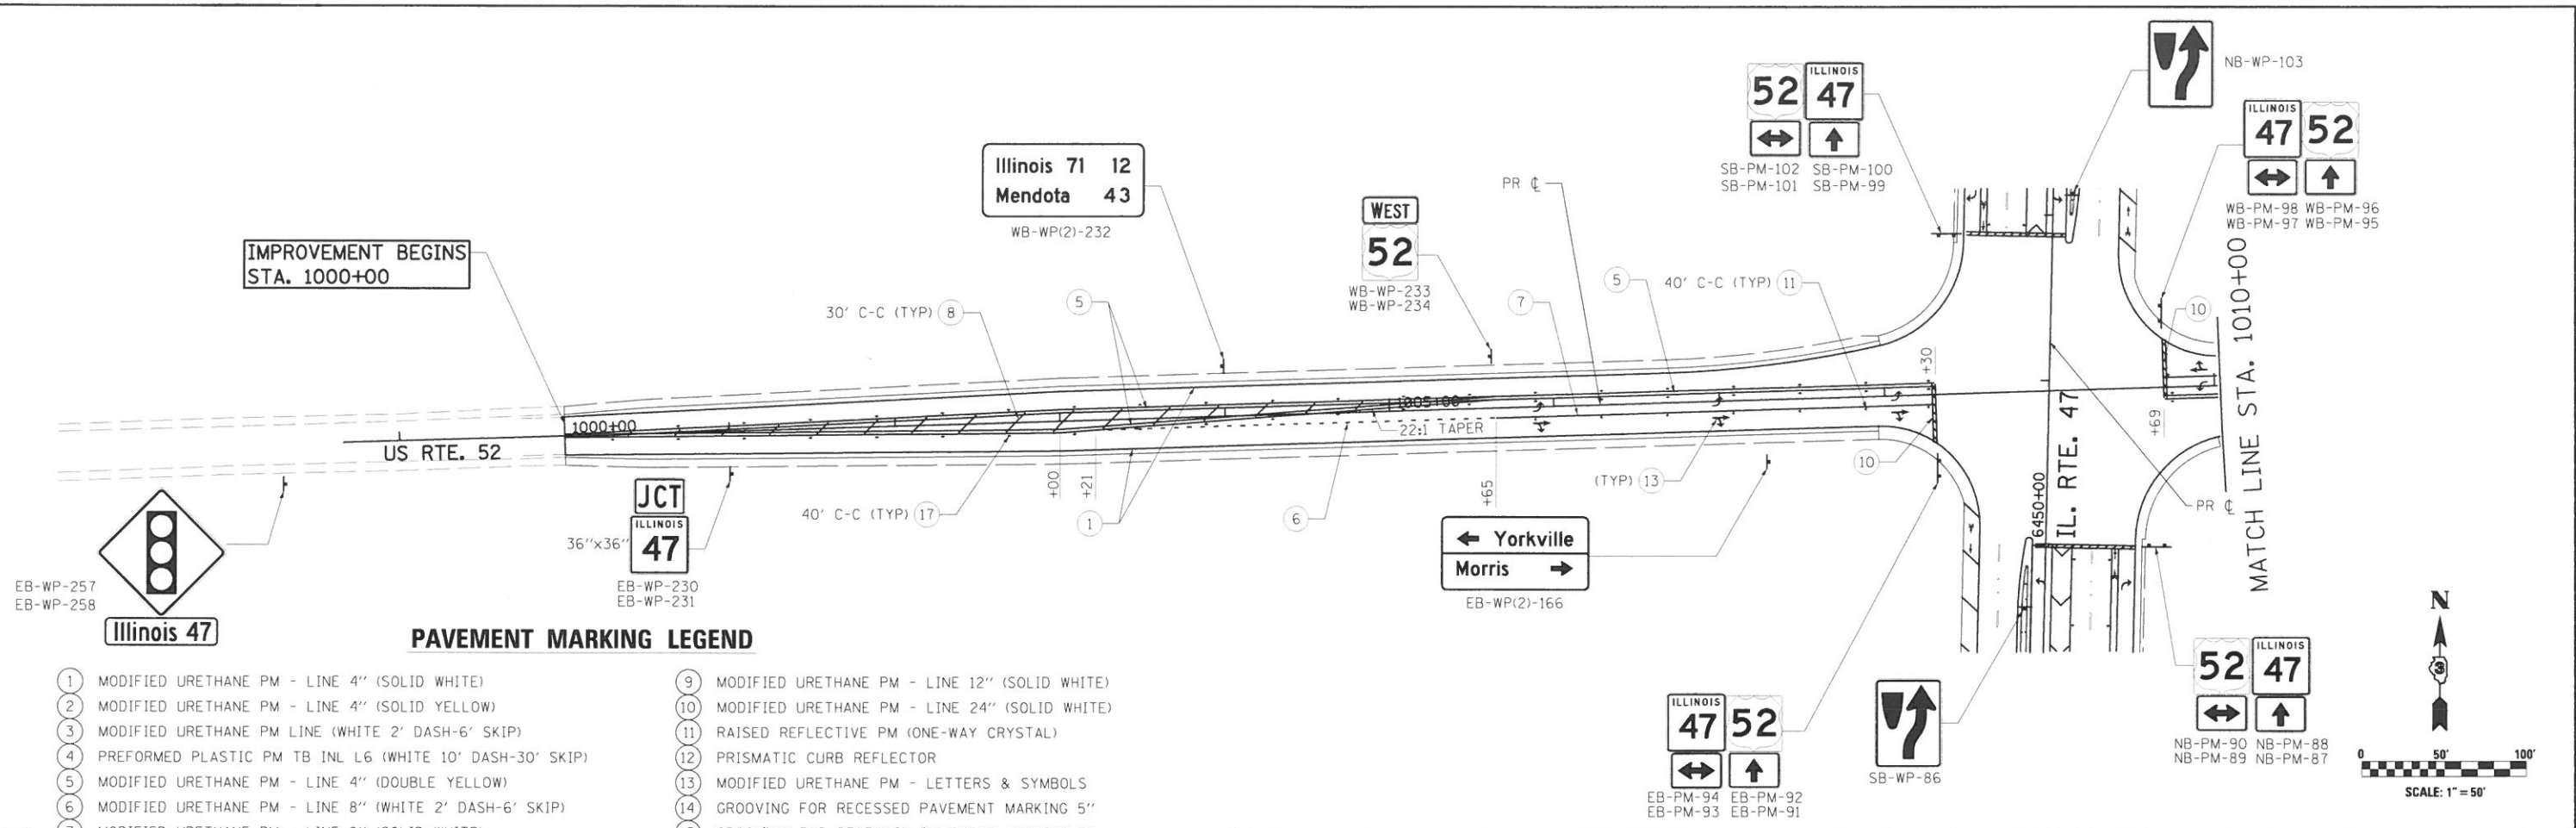 NB-WP-103
52
ILLINOIS
47
SB-PM-102 SB-PM-100
SB-PM-101 SB-PM-99
ILLINOIS
47
52
WB-PM-98 WB-PM-96
WB-PM-97 WB-PM-95
Illinois 71 12
Mendota 43
WB-WP(2)-232
PR ℄
WEST
52
WB-WP-233
WB-WP-234
IMPROVEMENT BEGINS
STA. 1000+00
30' C-C (TYP) 8
5
7
5
40' C-C (TYP) 11
10
MATCH LINE STA. 1010+00
+30
+69
1000+00
1005+00
22:1 TAPER
US RTE. 52
IL. RTE. 47
6450+00
PR ℄
+00
+21
+65
40' C-C (TYP) 17
1
6
(TYP) 13
10
EB-WP-257
EB-WP-258
Illinois 47
JCT
ILLINOIS
47
36"x36"
EB-WP-230
EB-WP-231
← Yorkville
Morris →
EB-WP(2)-166
ILLINOIS
47
52
EB-PM-94 EB-PM-92
EB-PM-93 EB-PM-91
SB-WP-86
52
ILLINOIS
47
NB-PM-90 NB-PM-88
NB-PM-89 NB-PM-87
N
3
0 50' 100'
SCALE: 1" = 50'
PAVEMENT MARKING LEGEND
1 MODIFIED URETHANE PM - LINE 4" (SOLID WHITE)
2 MODIFIED URETHANE PM - LINE 4" (SOLID YELLOW)
3 MODIFIED URETHANE PM LINE (WHITE 2' DASH-6' SKIP)
4 PREFORMED PLASTIC PM TB INL L6 (WHITE 10' DASH-30' SKIP)
5 MODIFIED URETHANE PM - LINE 4" (DOUBLE YELLOW)
6 MODIFIED URETHANE PM - LINE 8" (WHITE 2' DASH-6' SKIP)
9 MODIFIED URETHANE PM - LINE 12" (SOLID WHITE)
10 MODIFIED URETHANE PM - LINE 24" (SOLID WHITE)
11 RAISED REFLECTIVE PM (ONE-WAY CRYSTAL)
12 PRISMATIC CURB REFLECTOR
13 MODIFIED URETHANE PM - LETTERS & SYMBOLS
14 GROOVING FOR RECESSED PAVEMENT MARKING 5"